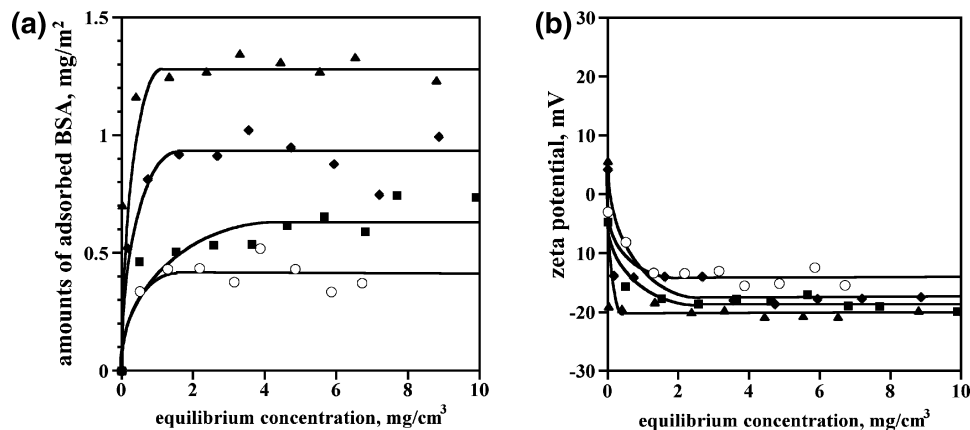 (a)
amounts of adsorbed BSA, mg/m²
1.5
1
0.5
0
0 2 4 6 8 10
equilibrium concentration, mg/cm³
(b)
zeta potential, mV
30
20
10
0
10
-20
-30
0 2 4 6 8 10
equilibrium concentration, mg/cm³